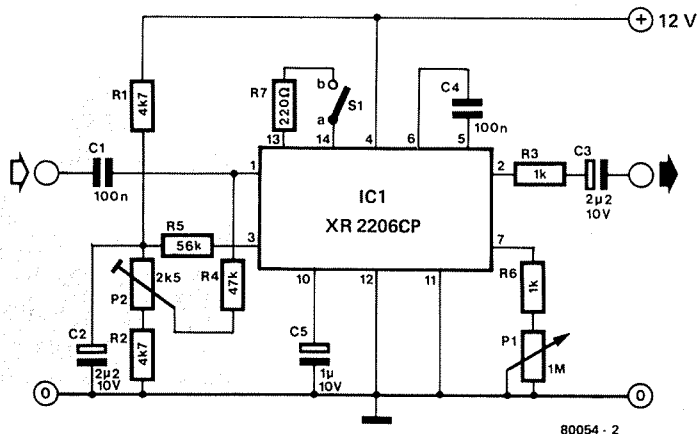 + 12 V
R1
4k7
R7
220Ω
b
a
S1
C4
100n
13
14
4
6
5
C1
100n
1
IC1
XR 2206CP
2
R3
1k
C3
2µ2
10V
R5
56k
3
7
R4
47k
P2
2k5
10
12
11
R6
1k
C2
2µ2
10V
R2
4k7
C5
1µ
10V
P1
1M
0
0
80054 - 2